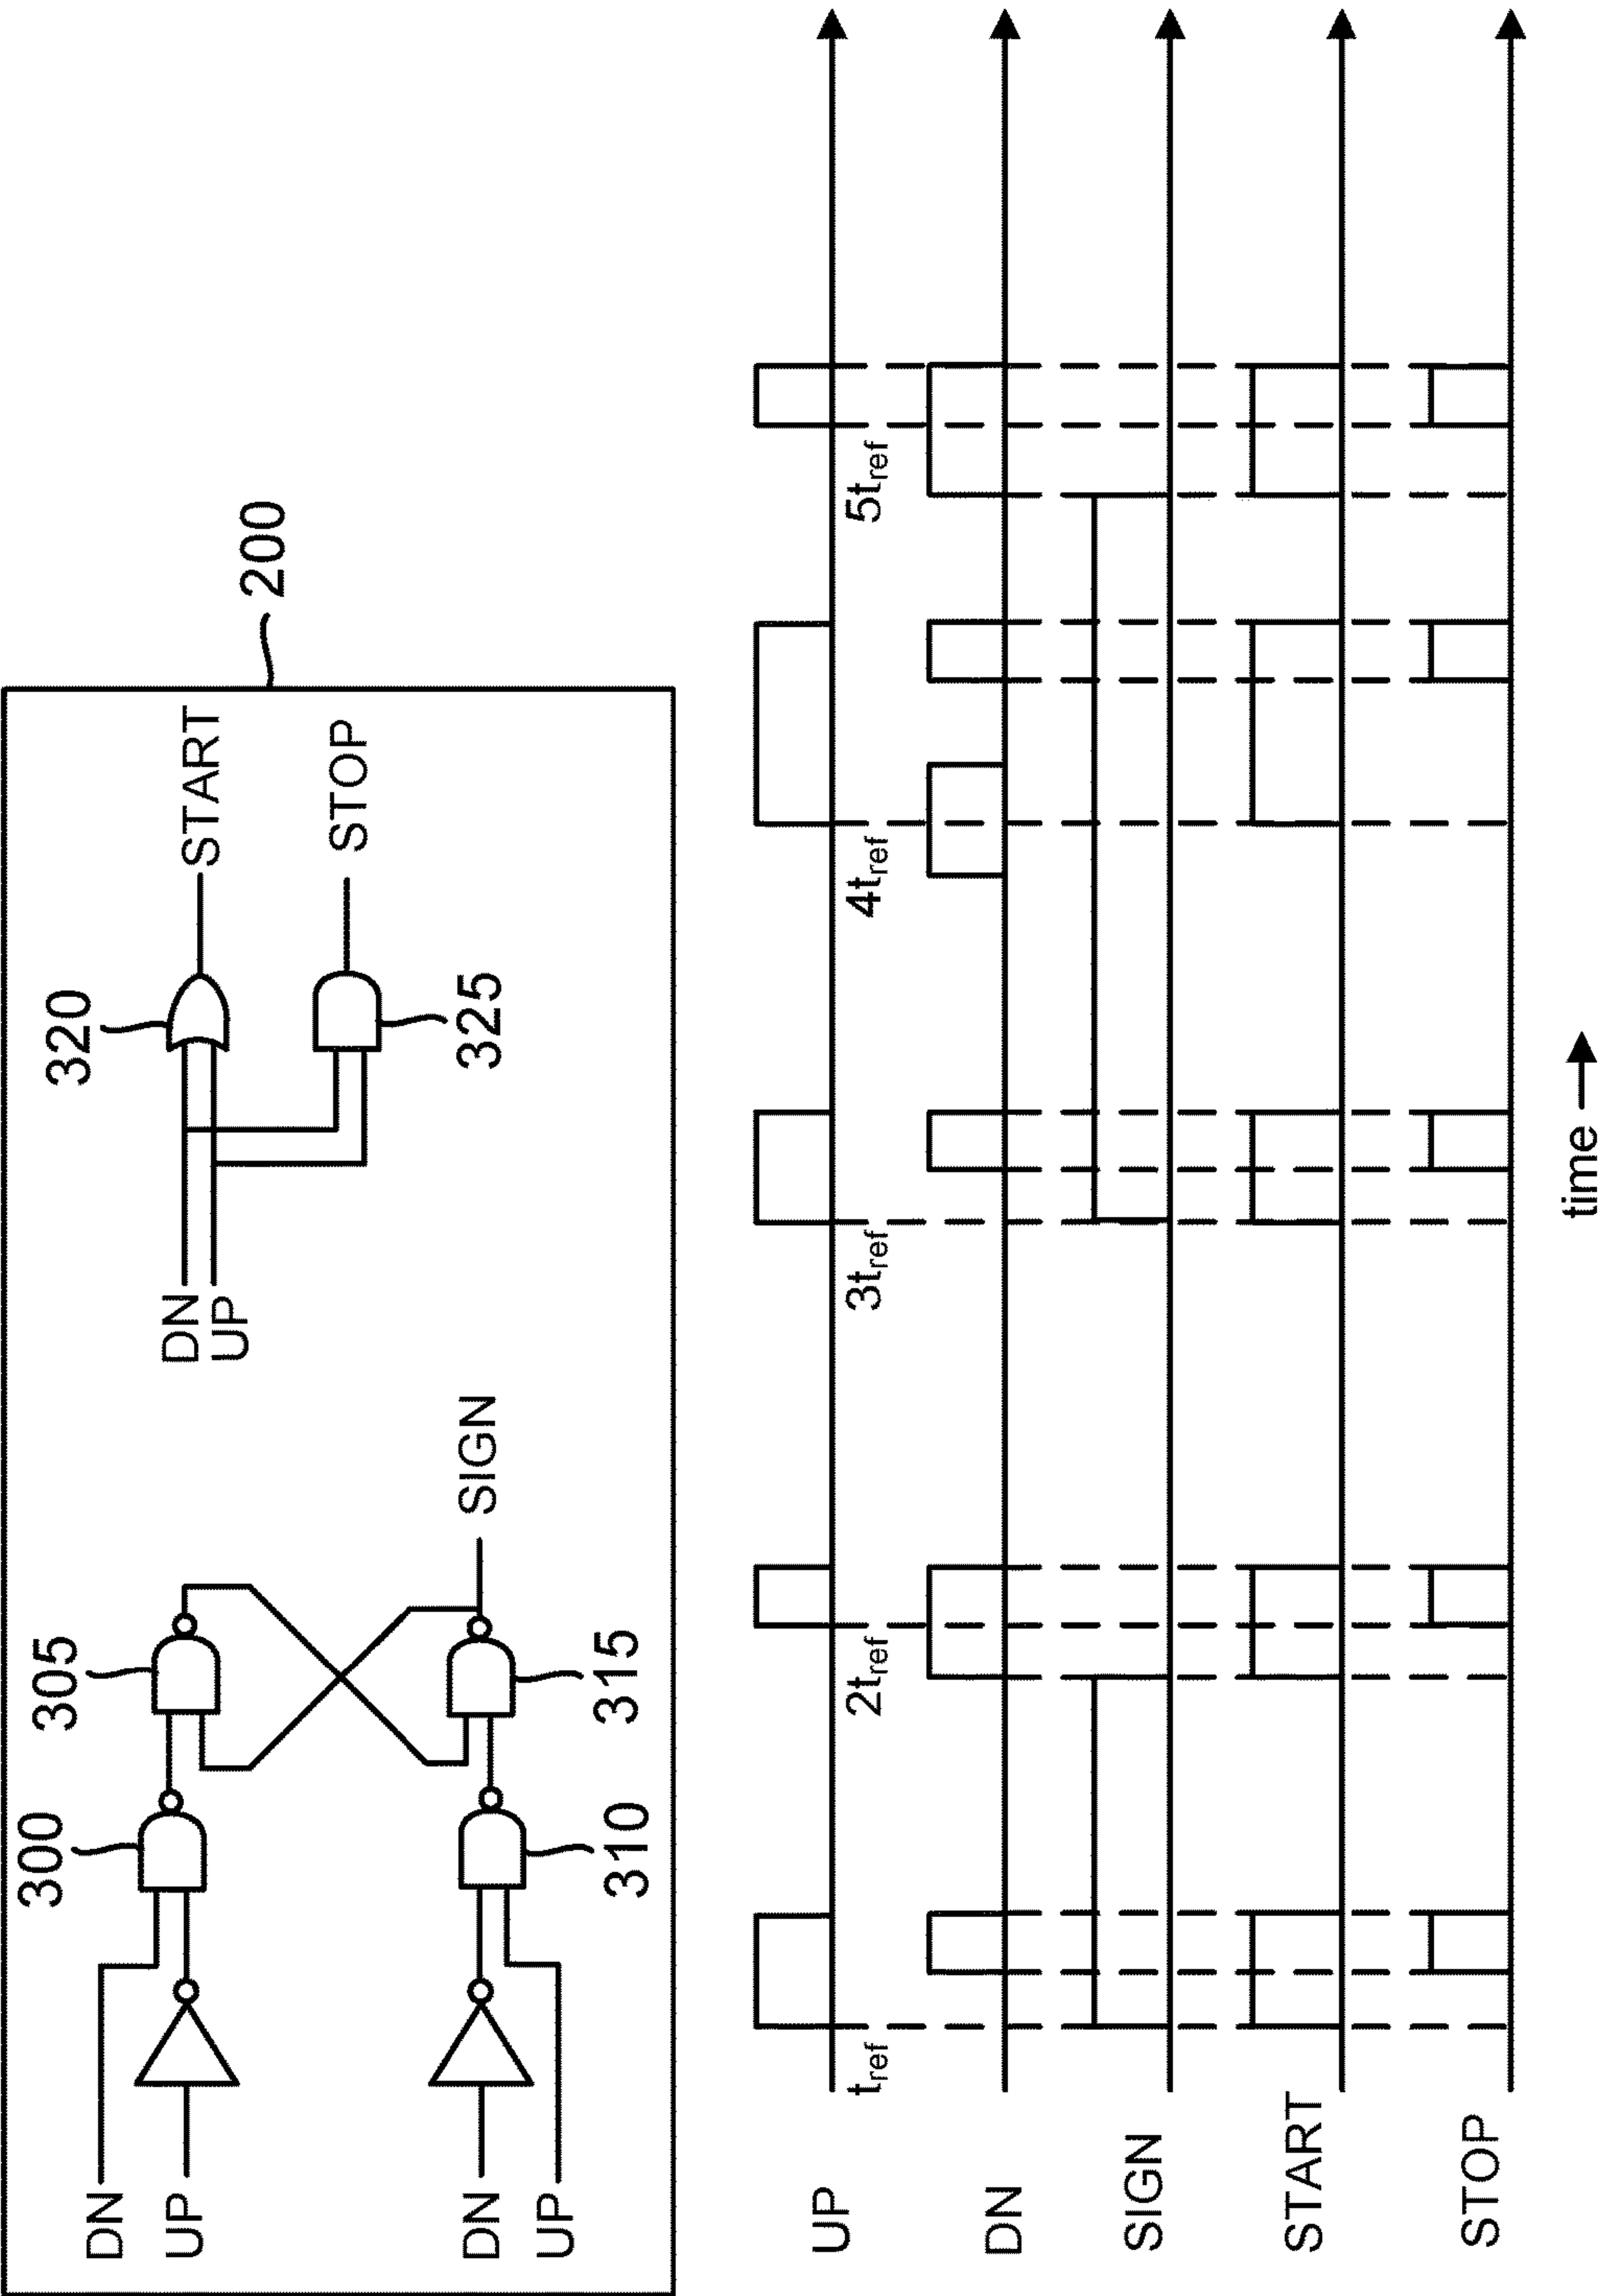 200
300
305
DN
UP
310
315
DN
UP
SIGN
320
DN
UP
START
325
STOP
UP
t_ref
2t_ref
3t_ref
4t_ref
5t_ref
DN
SIGN
START
STOP
time